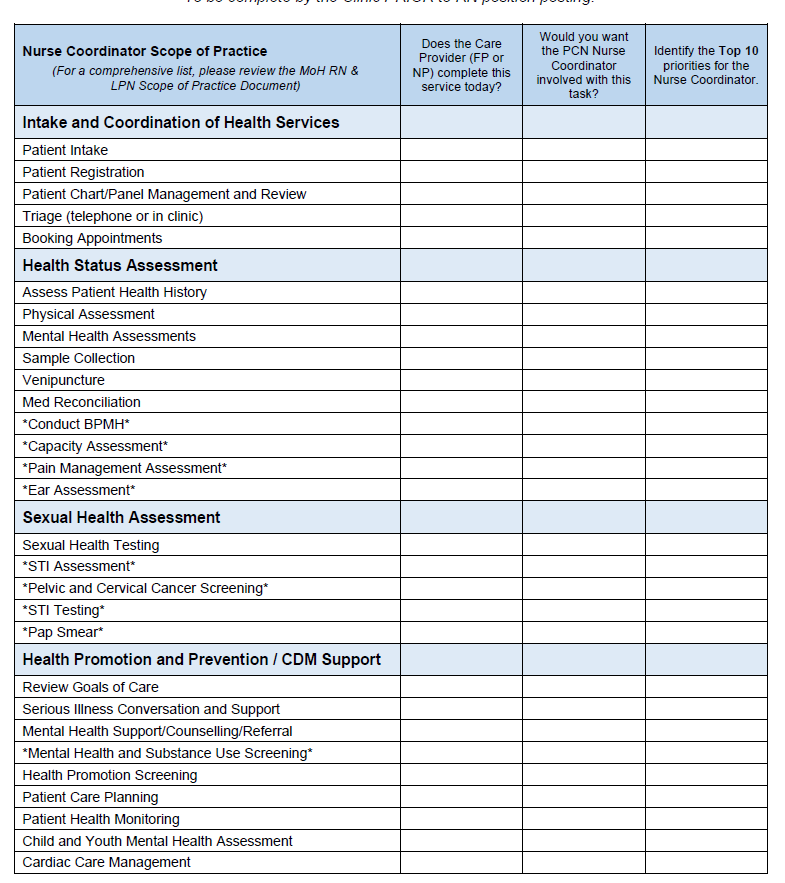 To be complete by the Clinic
to RN position posting.
Nurse Coordinator Scope of Practice
(For a comprehensive list, please review the MoH RN &
LPN Scope of Practice Document)
Does the Care
Provider (FP or
NP) complete this
service today?
Would you want
the PCN Nurse
Coordinator
involved with this
task?
Identify the Top 10
priorities for the
Nurse Coordinator.
Intake and Coordination of Health Services
Patient Intake
Patient Registration
Patient Chart/Panel Management and Review
Triage (telephone or in clinic)
Booking Appointments
Health Status Assessment
Assess Patient Health History
Physical Assessment
Mental Health Assessments
Sample Collection
Venipuncture
Med Reconciliation
*Conduct BPMH*
*Capacity Assessment*
*Pain Management Assessment*
*Ear Assessment*
Sexual Health Assessment
Sexual Health Testing
*STI Assessment*
*Pelvic and Cervical Cancer Screening*
*STI Testing*
*Pap Smear*
Health Promotion and Prevention / CDM Support
Review Goals of Care
Serious Illness Conversation and Support
Mental Health Support/Counselling/Referral
*Mental Health and Substance Use Screening*
Health Promotion Screening
Patient Care Planning
Patient Health Monitoring
Child and Youth Mental Health Assessment
Cardiac Care Management